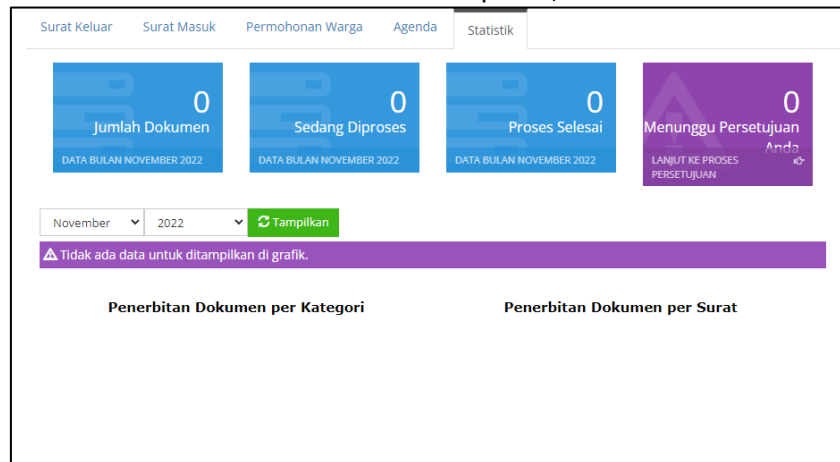 Surat Keluar Surat Masuk Permohonan Warga Agenda Statistik
0 0 0 0
Jumlah Dokumen Sedang Diproses Proses Selesai Menunggu Persetujuan
Anda
DATA BULAN NOVEMBER 2022 DATA BULAN NOVEMBER 2022 DATA BULAN NOVEMBER 2022 LANJUT KE PROSES
PERSETUJUAN
November 2022 Tampilkan
Tidak ada data untuk ditampilkan di grafik.
Penerbitan Dokumen per Kategori Penerbitan Dokumen per Surat